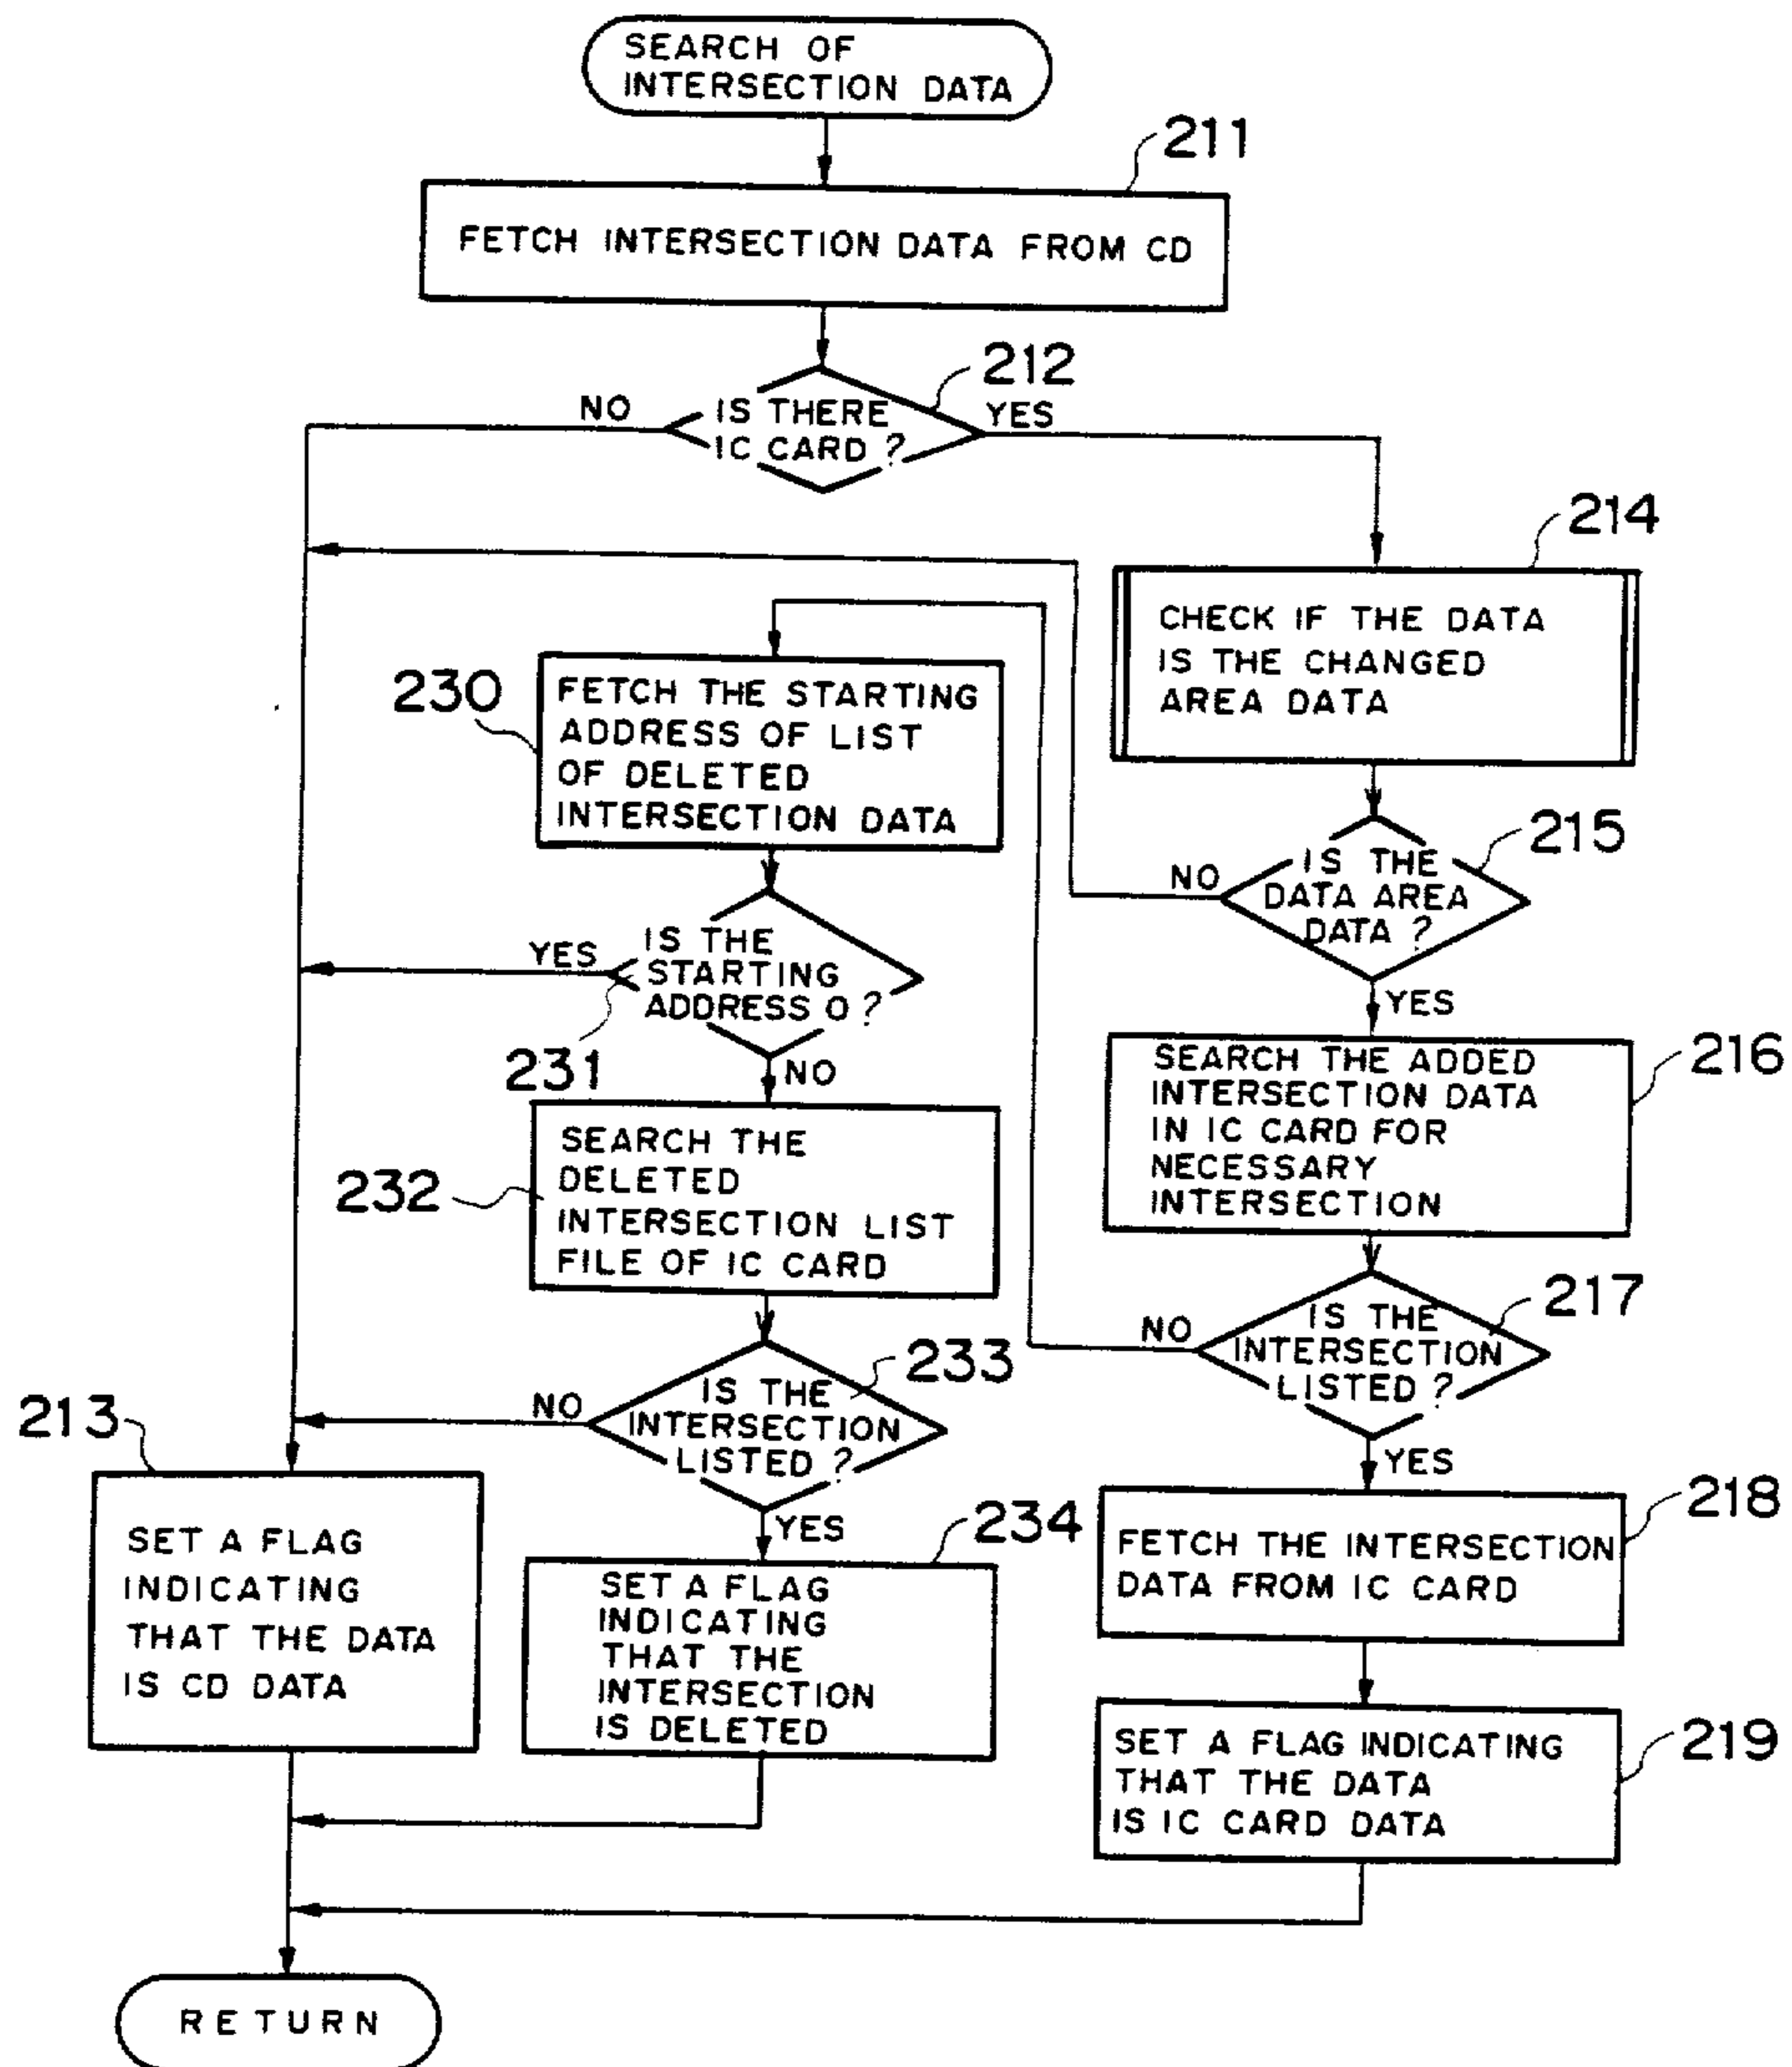 SEARCH OF
INTERSECTION DATA
211
FETCH INTERSECTION DATA FROM CD
212
NO
IS THERE
IC CARD ?
YES
214
CHECK IF THE DATA
IS THE CHANGED
AREA DATA
230
FETCH THE STARTING
ADDRESS OF LIST
OF DELETED
INTERSECTION DATA
215
NO
IS THE
DATA AREA
DATA ?
YES
YES
IS THE
STARTING
ADDRESS 0 ?
231
NO
216
SEARCH THE ADDED
INTERSECTION DATA
IN IC CARD FOR
NECESSARY
INTERSECTION
232
SEARCH THE
DELETED
INTERSECTION LIST
FILE OF IC CARD
217
NO
IS THE
INTERSECTION
LISTED ?
YES
233
NO
IS THE
INTERSECTION
LISTED ?
YES
213
SET A FLAG
INDICATING
THAT THE DATA
IS CD DATA
234
SET A FLAG
INDICATING
THAT THE
INTERSECTION
IS DELETED
218
FETCH THE INTERSECTION
DATA FROM IC CARD
219
SET A FLAG INDICATING
THAT THE DATA
IS IC CARD DATA
RETURN